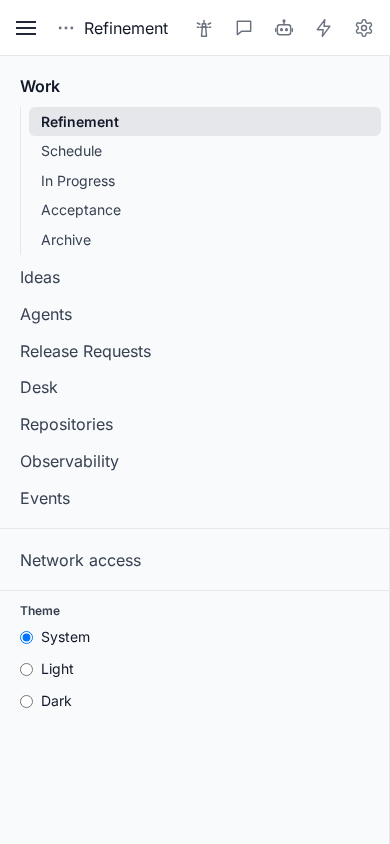 Refinement
Work
Refinement
Schedule
In Progress
Acceptance
Archive
Ideas
Agents
Release Requests
Desk
Repositories
Observability
Events
Network access
Theme
System
Light
Dark